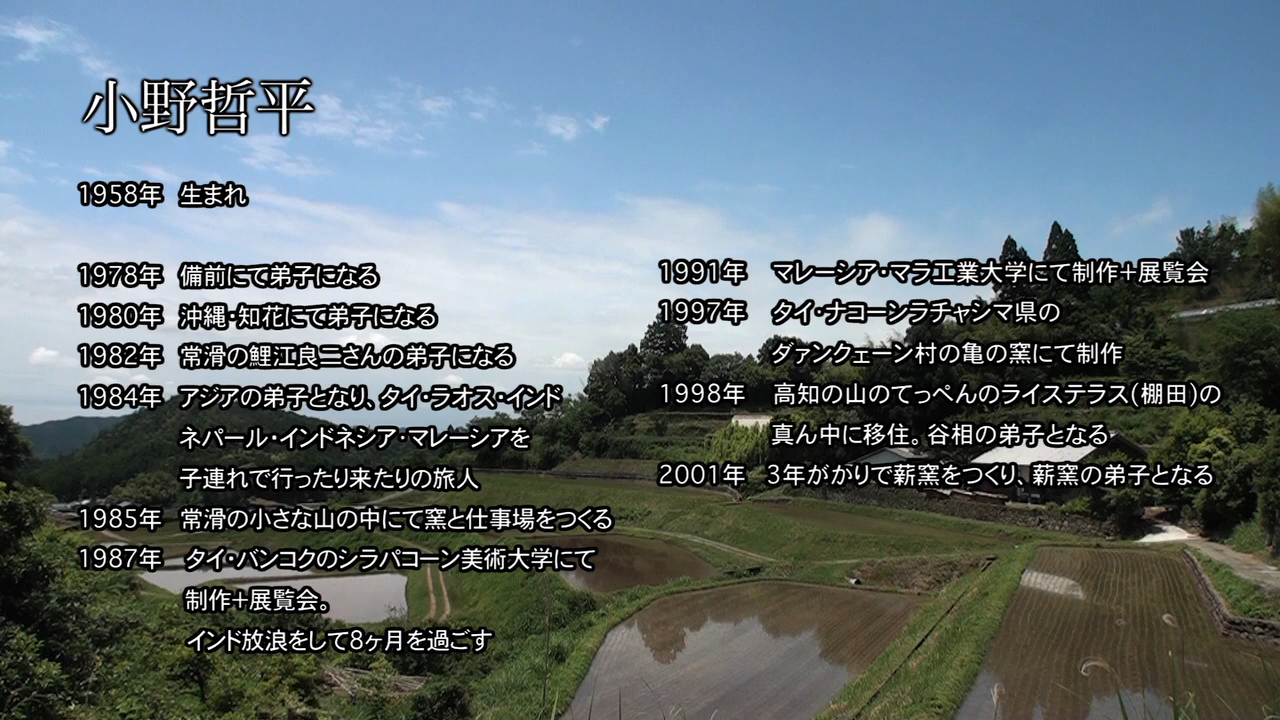 小野哲平
1958年 生まれ
1978年 備前にて弟子になる
1980年 沖縄・知花にて弟子になる
1982年 常滑の鯉江良二さんの弟子になる
1984年 アジアの弟子となり、タイ・ラオス・インド
ネパール・インドネシア・マレーシアを
子連れで行ったり来たりの旅人
1985年 常滑の小さな山の中にて窯と仕事場をつくる
1987年 タイ・バンコクのシラパコーン美術大学にて
制作+展覧会。
インド放浪をして8ヶ月を過ごす
1991年 マレーシア・マラ工業大学にて制作+展覧会
1997年 タイ・ナコーンラチャシマ県の
ダァンクェーン村の亀の窯にて制作
1998年 高知の山のてっぺんのライステラス(棚田)の
真ん中に移住。谷相の弟子となる
2001年 3年がかりで薪窯をつくり、薪窯の弟子となる